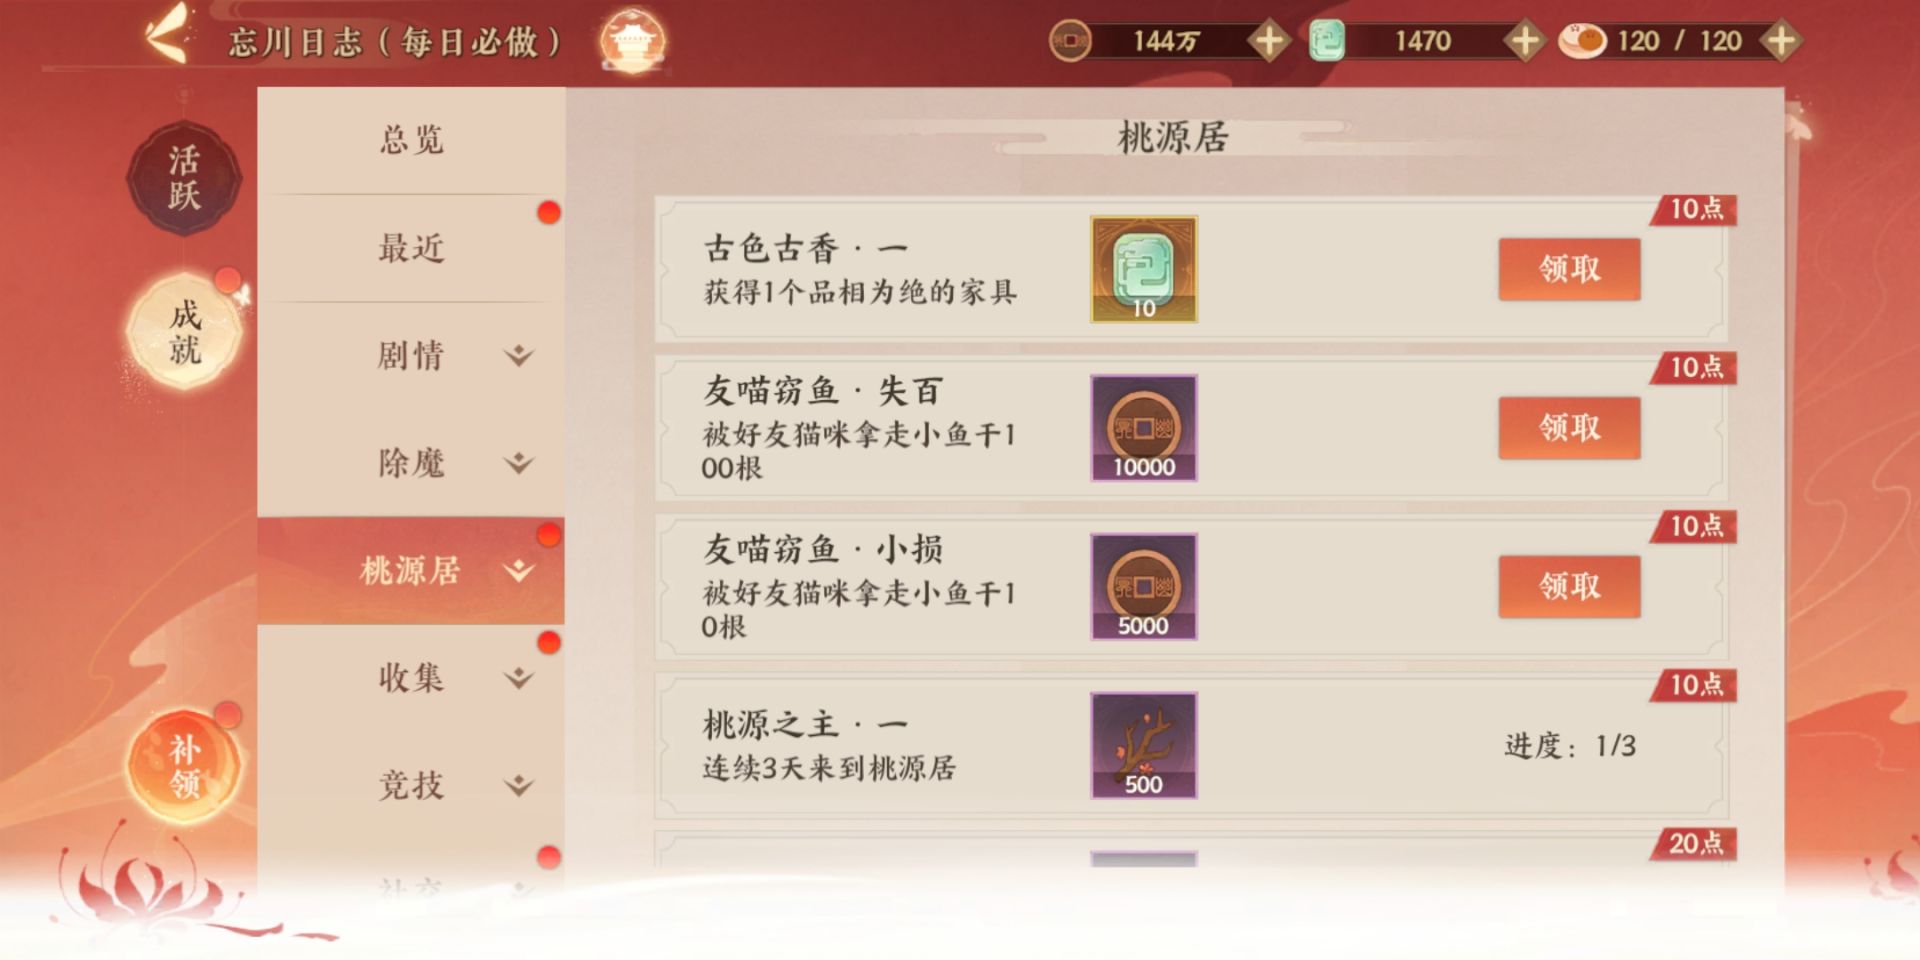 忘川日志（每日必做）
144万
1470
120 / 120
活跃
成就
补领
总览
最近
剧情
除魔
桃源居
收集
竞技
桃源居
10点
古色古香·一
获得1个品相为绝的家具
10
领取
10点
友喵窃鱼·失百
被好友猫咪拿走小鱼干1
00根
10000
领取
10点
友喵窃鱼·小损
被好友猫咪拿走小鱼干1
0根
5000
领取
10点
桃源之主·一
连续3天来到桃源居
500
进度：1/3
20点